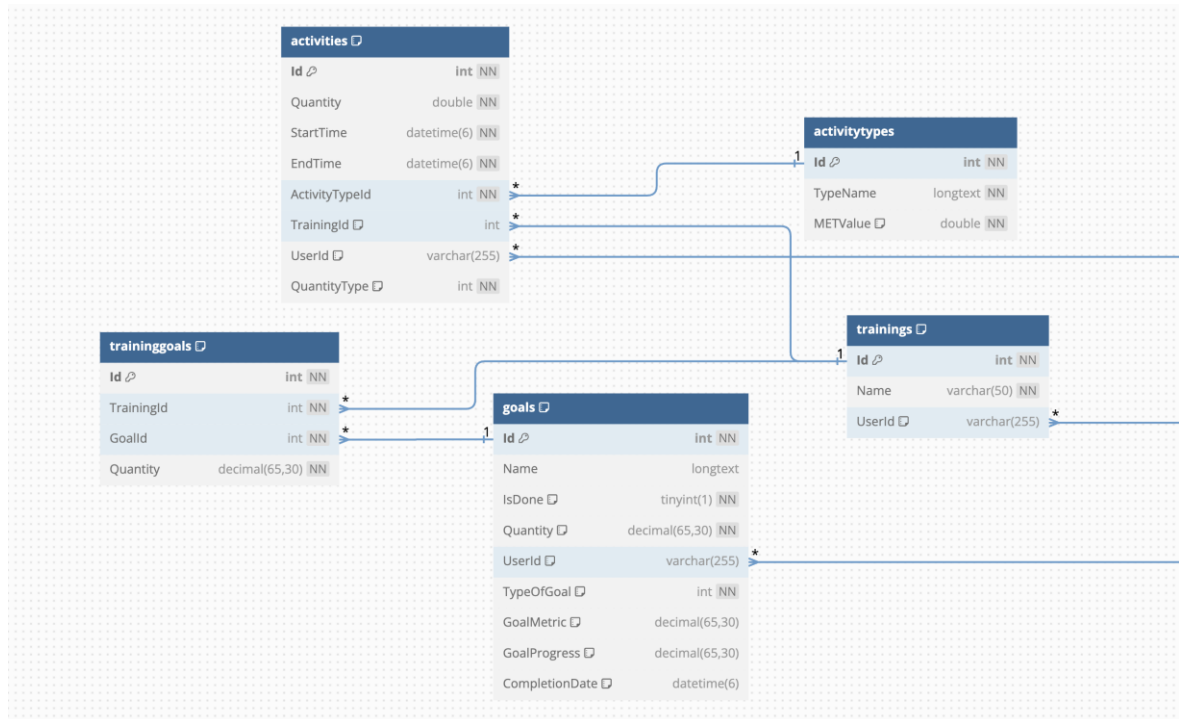 activities
Id int NN
Quantity double NN
StartTime datetime(6) NN
EndTime datetime(6) NN
ActivityTypeId int NN *
TrainingId int *
UserId varchar(255) *
QuantityType int NN
activitytypes
1 Id int NN
TypeName longtext NN
METValue double NN
trainings
1 Id int NN
Name varchar(50) NN
UserId varchar(255) *
traininggoals
Id int NN
TrainingId int NN *
GoalId int NN *
Quantity decimal(65,30) NN
goals
1 Id int NN
Name longtext
IsDone tinyint(1) NN
Quantity decimal(65,30) NN
UserId varchar(255) *
TypeOfGoal int NN
GoalMetric decimal(65,30)
GoalProgress decimal(65,30)
CompletionDate datetime(6)